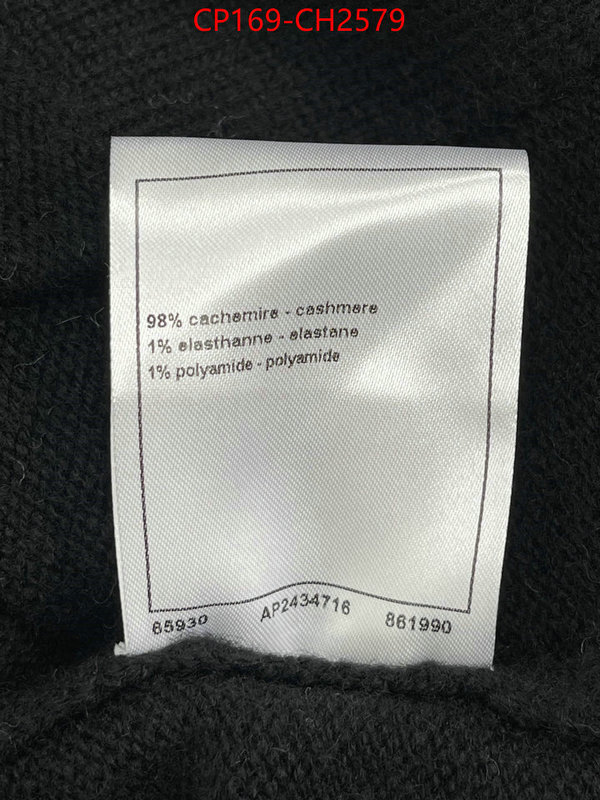 CP169-CH2579
98% cachemire - cashmere
1% elasthanne - elastane
1% polyamide - polyamide
65930 AP2434716 861990